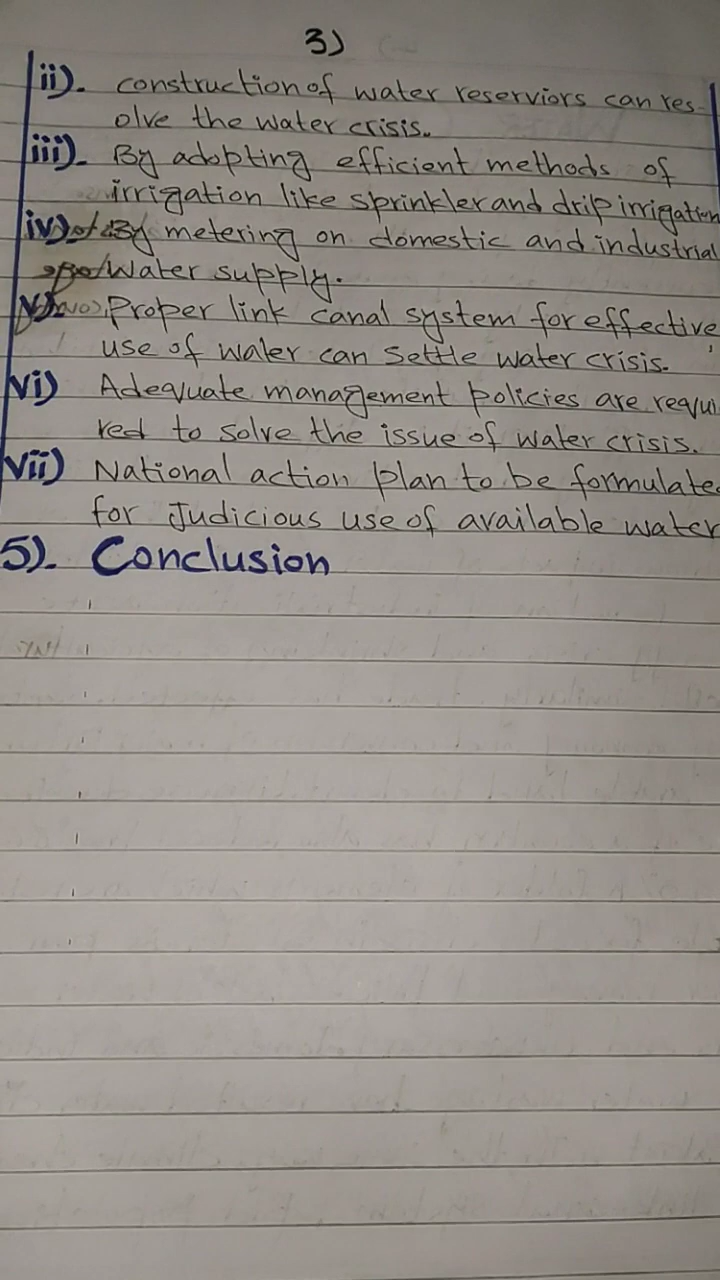 3)
ii). construction of water reserviors can res-
olve the water crisis.
iii). By adopting efficient methods of
irrigation like sprinkler and drip irrigation
iv) By metering on domestic and industrial
water supply.
v) Proper link canal system for effective
use of water can settle water crisis.
vi) Adequate management policies are requi
red to solve the issue of water crisis.
vii) National action plan to be formulate
for Judicious use of available water
5). Conclusion